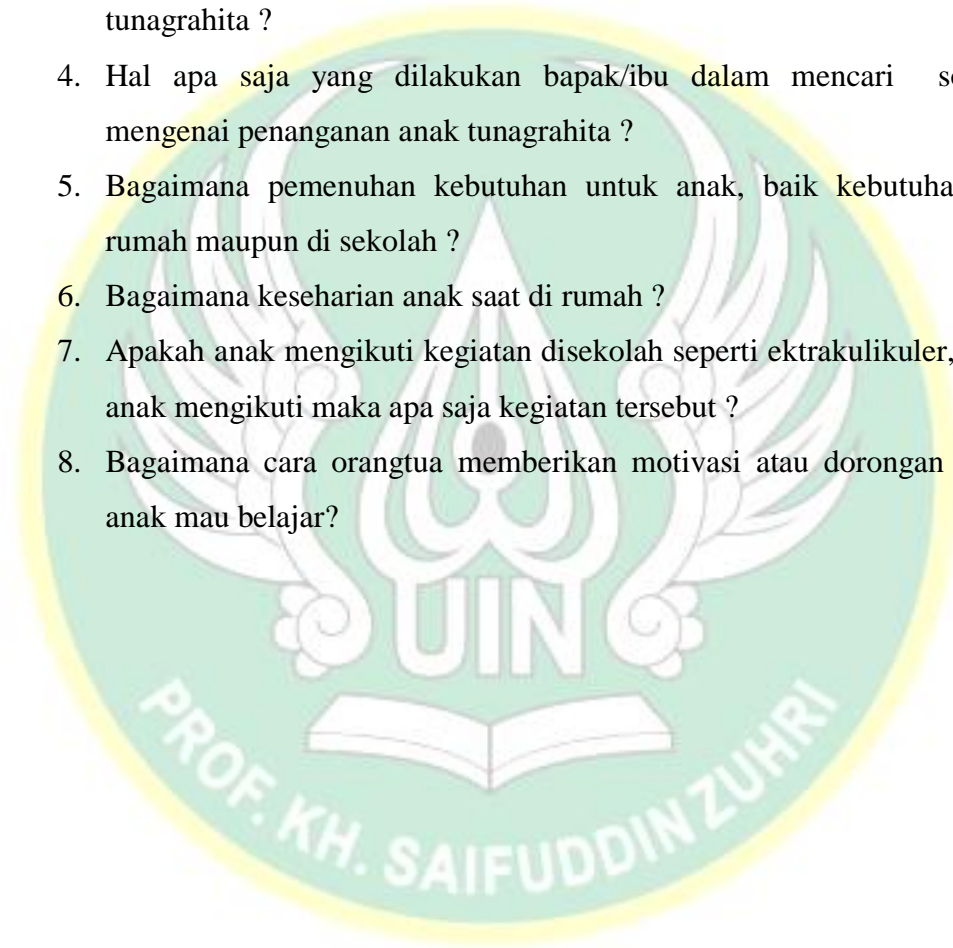 tunagrahita ?
4. Hal apa saja yang dilakukan bapak/ibu dalam mencari
mengenai penanganan anak tunagrahita ?
5. Bagaimana pemenuhan kebutuhan untuk anak, baik
rumah maupun di sekolah ?
6. Bagaimana keseharian anak saat di rumah ?
7. Apakah anak mengikuti kegiatan disekolah seperti ektrakulikuler,
anak mengikuti maka apa saja kegiatan tersebut ?
8. Bagaimana cara orangtua memberikan motivasi atau dorongan
anak mau belajar?
UIN
PROF. KH. SAIFUDDIN ZUHRI